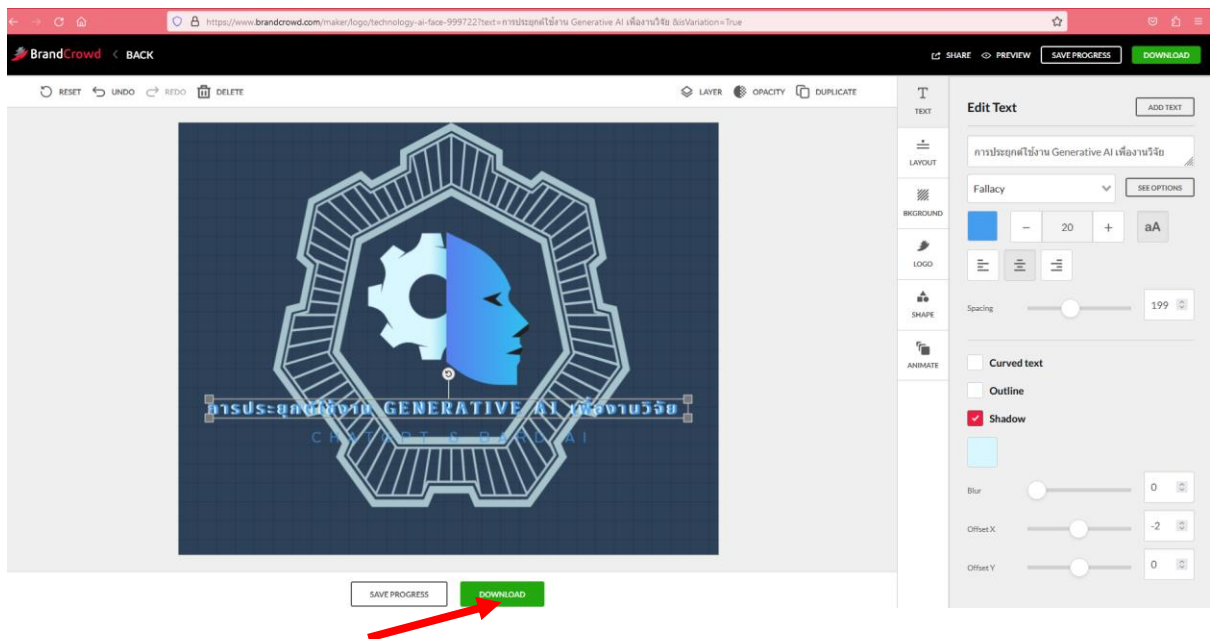 https://www.brandcrowd.com/maker/logo/technology-ai-face-999722?text=การประยุกต์ใช้งาน Generative AI เพื่องานวิจัย &isVariation=True
BrandCrowd < BACK
SHARE PREVIEW SAVE PROGRESS DOWNLOAD
RESET UNDO REDO DELETE
LAYER OPACITY DUPLICATE
TEXT
LAYOUT
BKGROUND
LOGO
SHAPE
ANIMATE
Edit Text ADD TEXT
การประยุกต์ใช้งาน Generative AI เพื่องานวิจัย
Fallacy SEE OPTIONS
- 20 + aA
Spacing 199
Curved text
Outline
Shadow
Blur 0
Offset X -2
Offset Y 0
การประยุกต์ใช้งาน GENERATIVE AI เพื่องานวิจัย
CHATGPT & BARD AI
SAVE PROGRESS DOWNLOAD